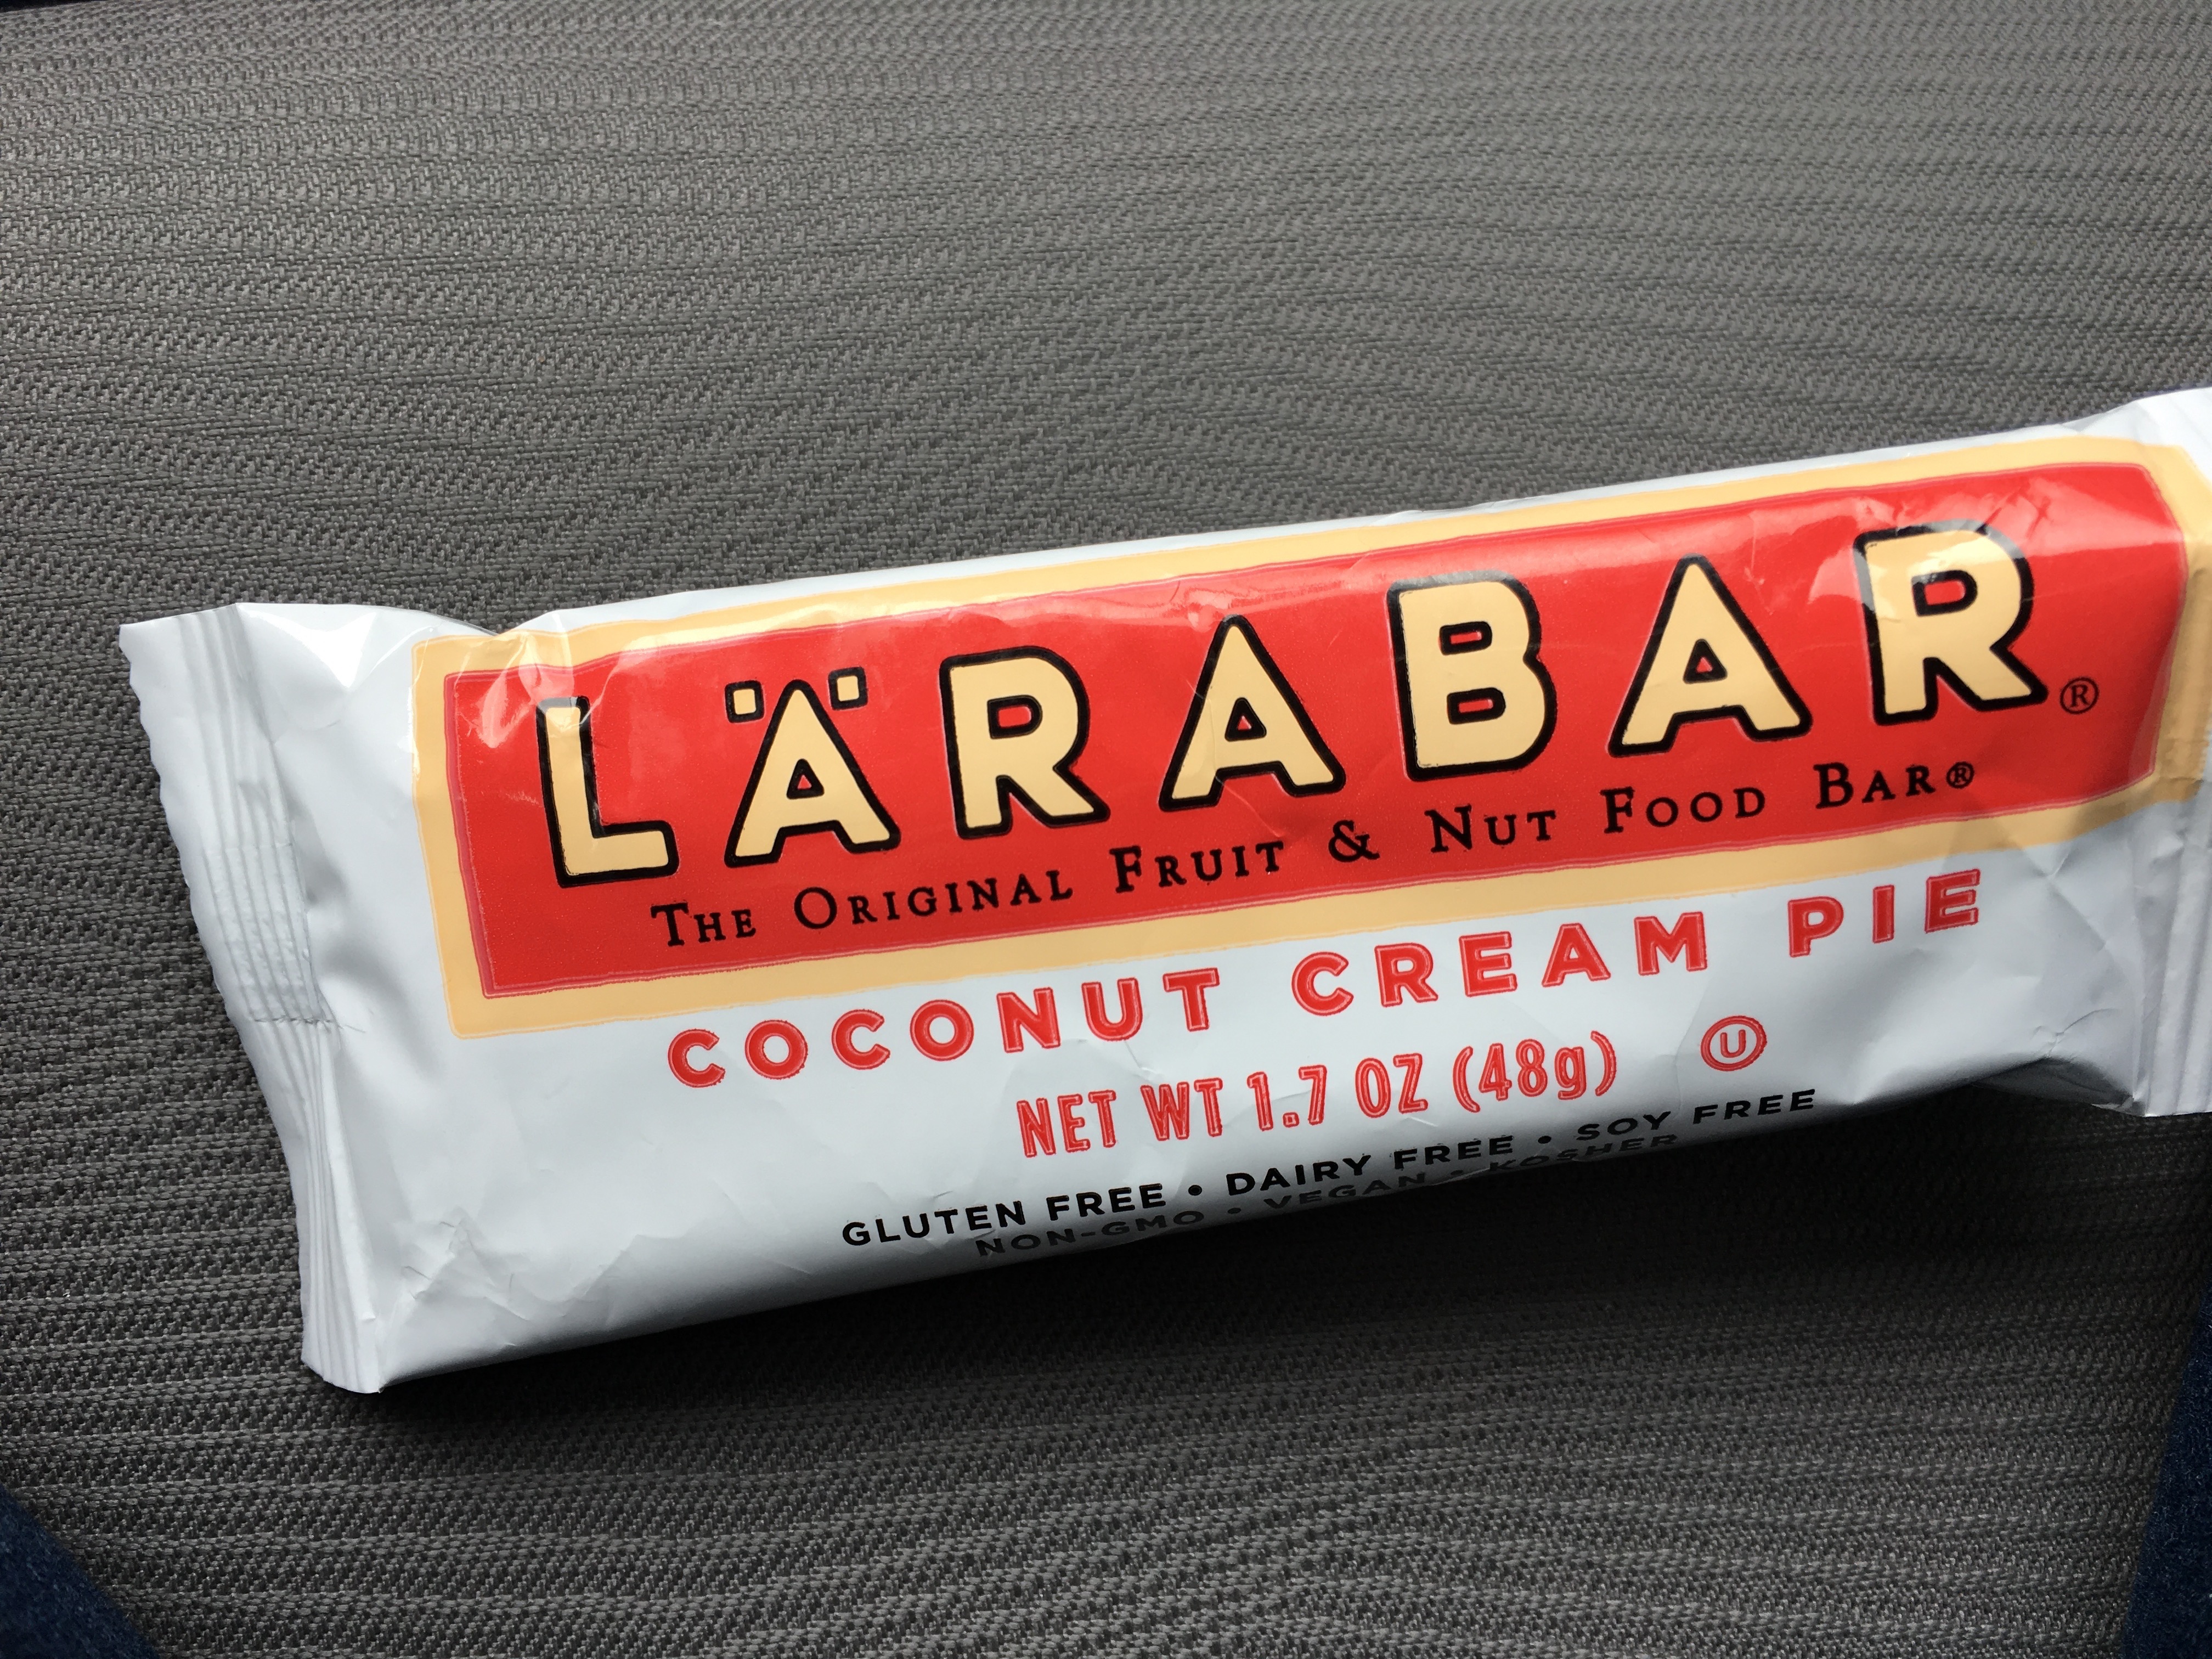 LÄRABAR®
The Original Fruit & Nut Food Bar®
COCONUT CREAM PIE
NET WT 1.7 OZ (48g) U
GLUTEN FREE • DAIRY FREE • SOY FREE
NON-GMO • VEGAN • KOSHER